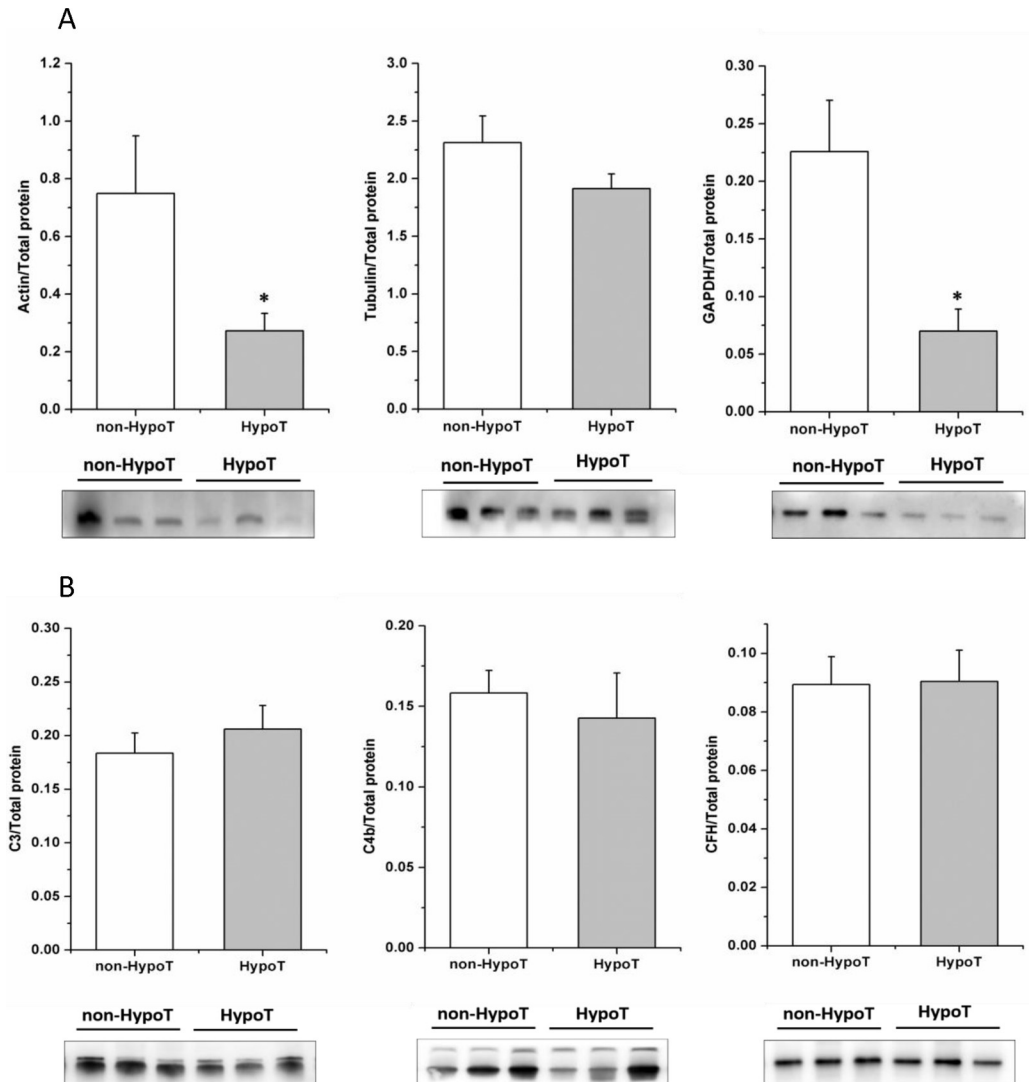 A
1.2
1.0
0.8
0.6
0.4
0.2
0.0
Actin/Total protein
*
non-HypoT HypoT
non-HypoT HypoT
3.0
2.5
2.0
1.5
1.0
0.5
0.0
Tubulin/Total protein
non-HypoT HypoT
non-HypoT HypoT
0.30
0.25
0.20
0.15
0.10
0.05
0.00
GAPDH/Total protein
*
non-HypoT HypoT
non-HypoT HypoT
B
0.30
0.25
0.20
0.15
0.10
0.05
0.00
C3/Total protein
non-HypoT HypoT
non-HypoT HypoT
0.20
0.15
0.10
0.05
0.00
C4b/Total protein
non-HypoT HypoT
non-HypoT HypoT
0.10
0.08
0.06
0.04
0.02
0.00
CFH/Total protein
non-HypoT HypoT
non-HypoT HypoT